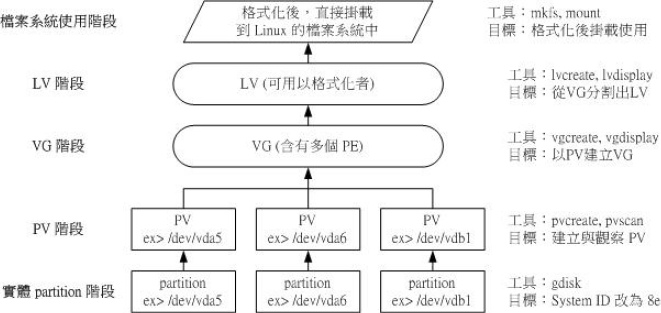 檔案系統使用階段
格式化後，直接掛載
到 Linux 的檔案系統中
工具：mkfs, mount
目標：格式化後掛載使用
LV 階段
LV (可用以格式化者)
工具：lvcreate, lvdisplay
目標：從VG分割出LV
VG 階段
VG (含有多個 PE)
工具：vgcreate, vgdisplay
目標：以PV建立VG
PV 階段
PV
ex> /dev/vda5
PV
ex> /dev/vda6
PV
ex> /dev/vdb1
工具：pvcreate, pvscan
目標：建立與觀察 PV
實體 partition 階段
partition
ex> /dev/vda5
partition
ex> /dev/vda6
partition
ex> /dev/vdb1
工具：gdisk
目標：System ID 改為 8e